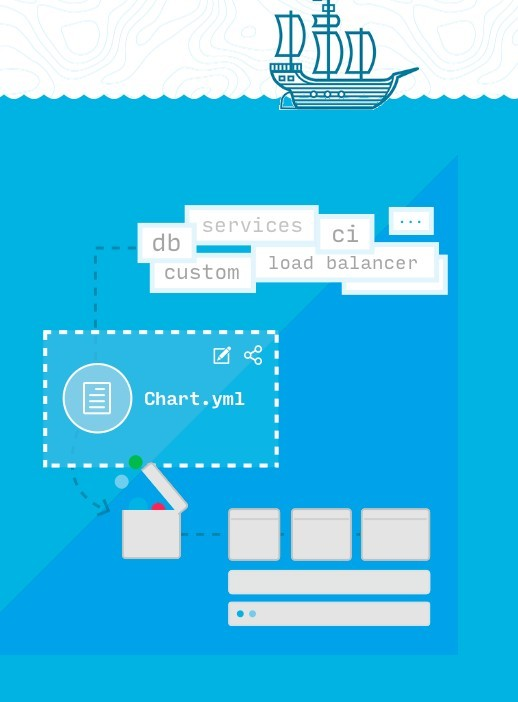 services
...
db
ci
custom
load balancer
Chart.yml